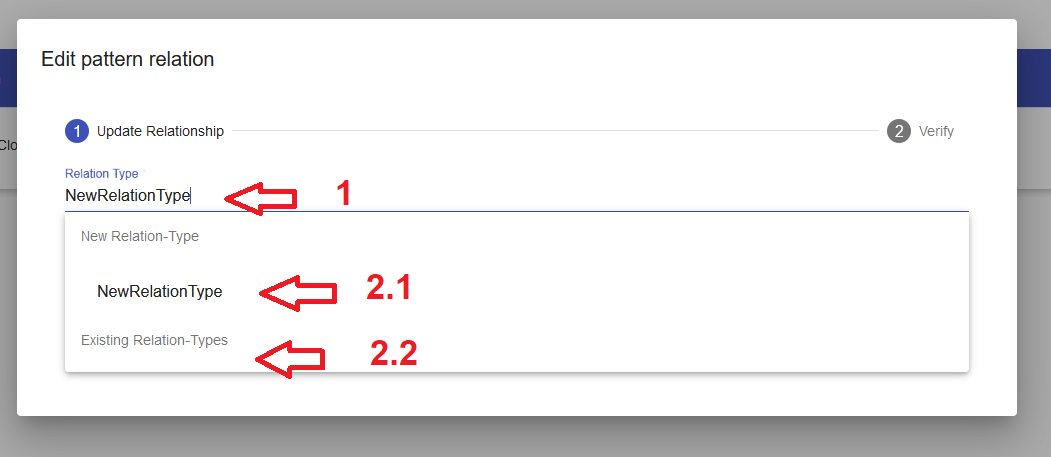 Edit pattern relation
1 Update Relationship
2 Verify
Clo
Relation Type
NewRelationType
1
New Relation-Type
NewRelationType
2.1
Existing Relation-Types
2.2